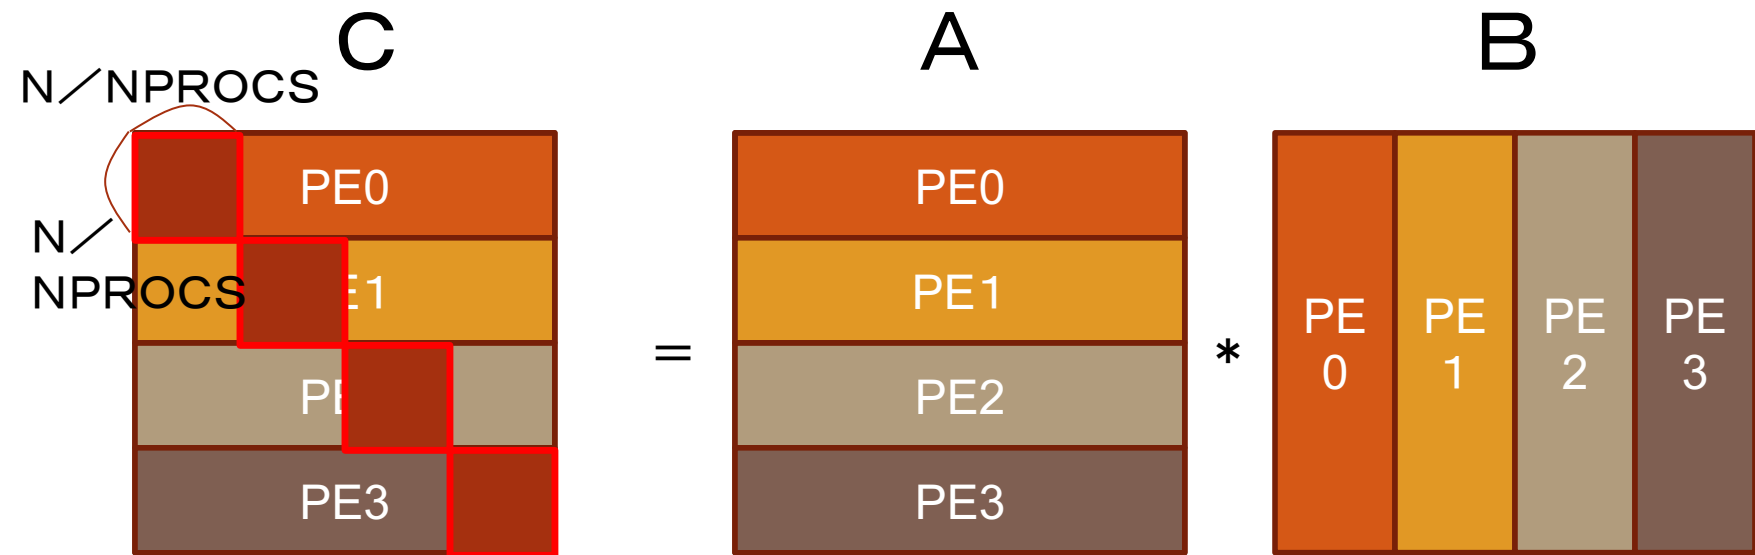 C
A
B
N／NPROCS
N／
NPROCS
PE0
E1
PE3
=
PE0
PE1
PE2
PE3
*
PE
0
PE
1
PE
2
PE
3